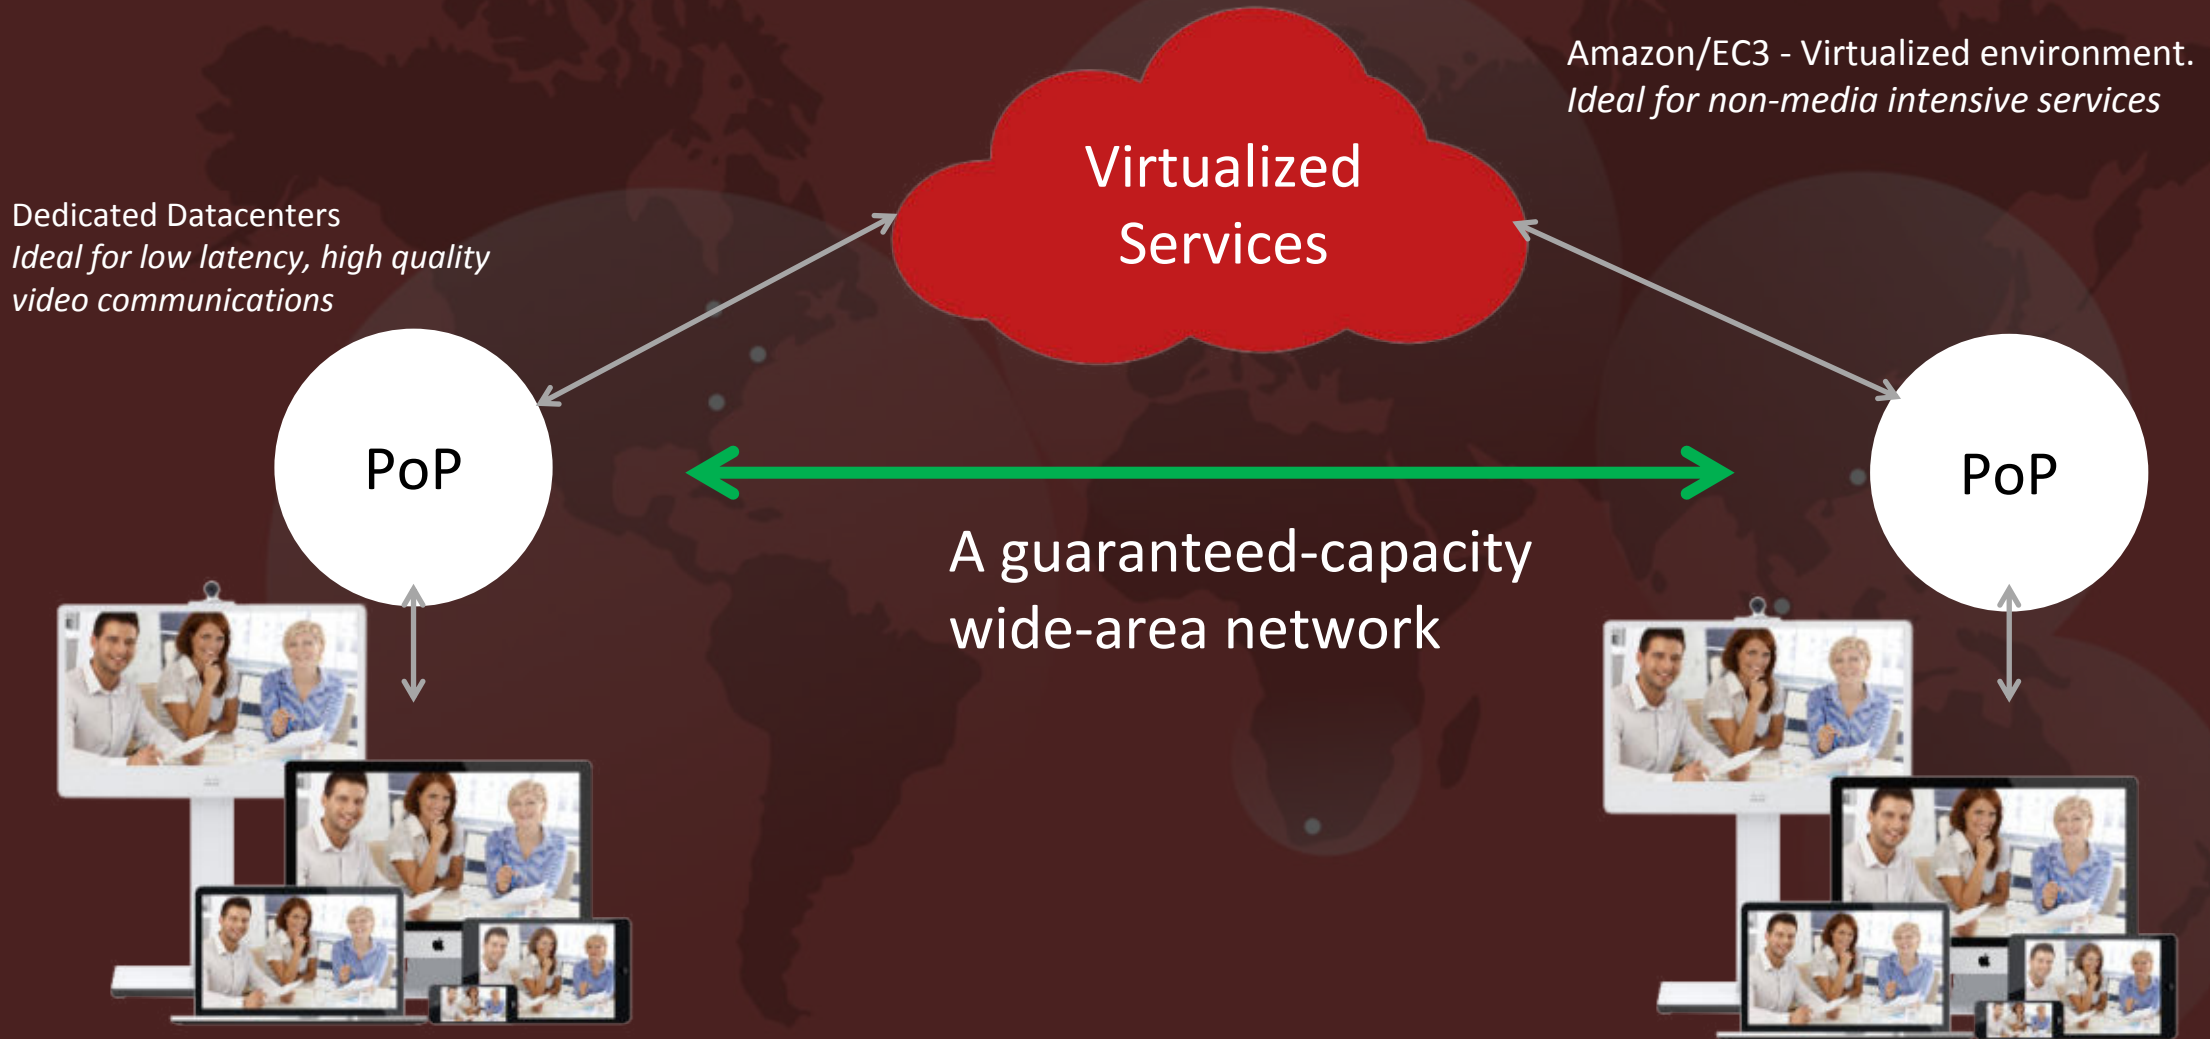 Amazon/EC3 - Virtualized environment.
Ideal for non-media intensive services
Virtualized
Services
Dedicated Datacenters
Ideal for low latency, high quality
video communications
PoP
PoP
A guaranteed-capacity
wide-area network